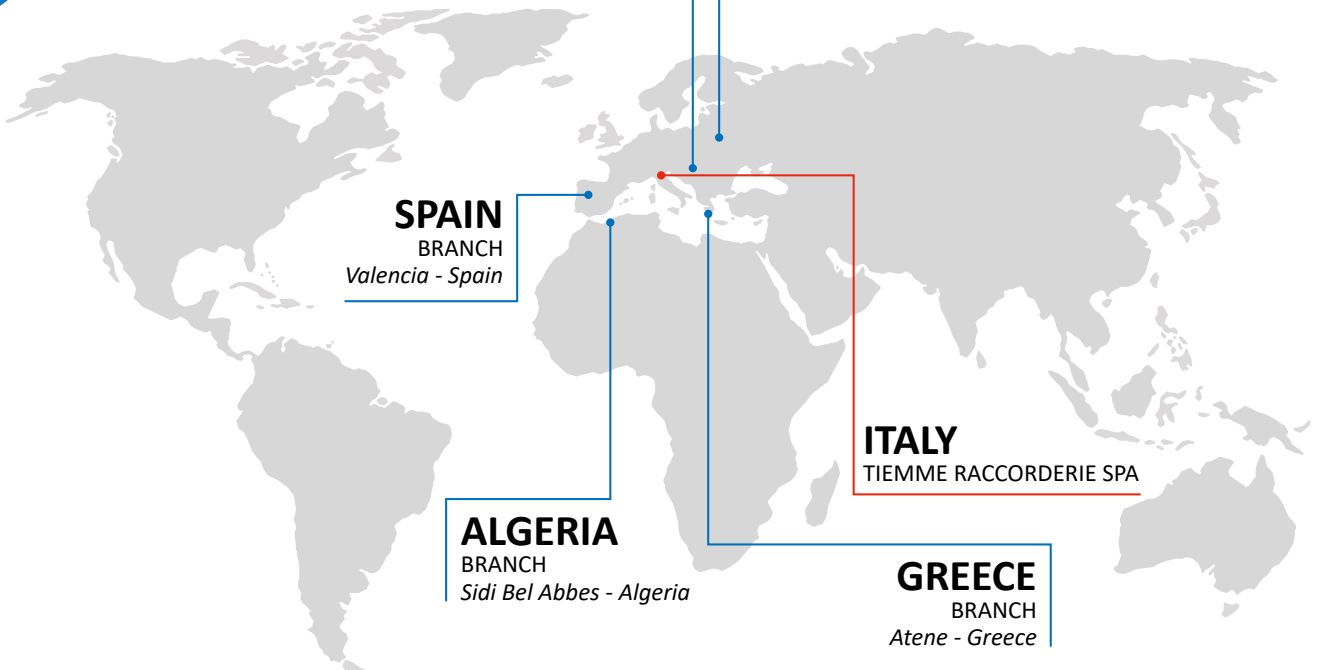 SPAIN
BRANCH
Valencia - Spain
ITALY
TIEMME RACCORDERIE SPA
ALGERIA
BRANCH
Sidi Bel Abbes - Algeria
GREECE
BRANCH
Atene - Greece